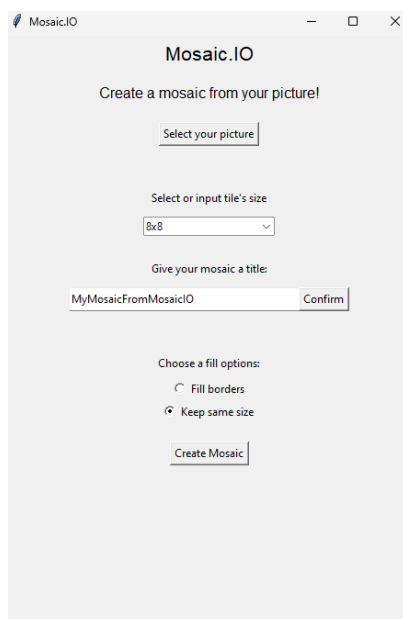 Mosaic.IO
Mosaic.IO
Create a mosaic from your picture!
Select your picture
Select or input tile's size
8x8
Give your mosaic a title:
MyMosaicFromMosaicIO Confirm
Choose a fill options:
Fill borders
Keep same size
Create Mosaic